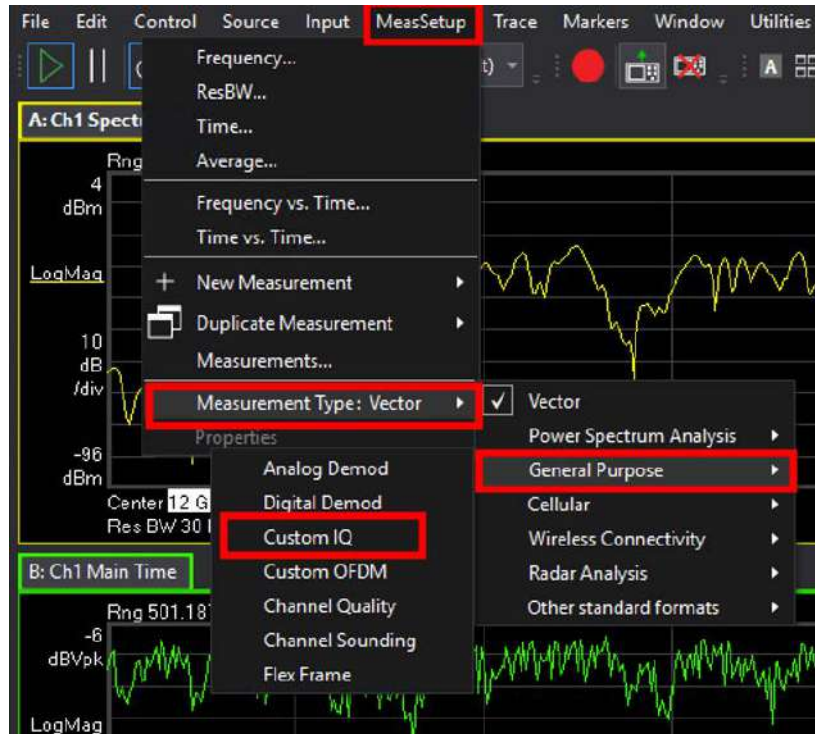 File Edit Control Source Input MeasSetup Trace Markers Window Utilities
t)
A
Frequency...
ResBW...
Time...
Average...
Frequency vs. Time...
Time vs. Time...
New Measurement
Duplicate Measurement
Measurements...
Measurement Type: Vector
Properties
Vector
Power Spectrum Analysis
General Purpose
Cellular
Wireless Connectivity
Radar Analysis
Other standard formats
Analog Demod
Digital Demod
Custom IQ
Custom OFDM
Channel Quality
Channel Sounding
Flex Frame
A: Ch1
Rng
4
dBm
LogMag
10
dB
/div
-96
dBm
Center 12 G
Res BW 30
B: Ch1 Main Time
Rng 501.187
-6
dBVpk
LogMag